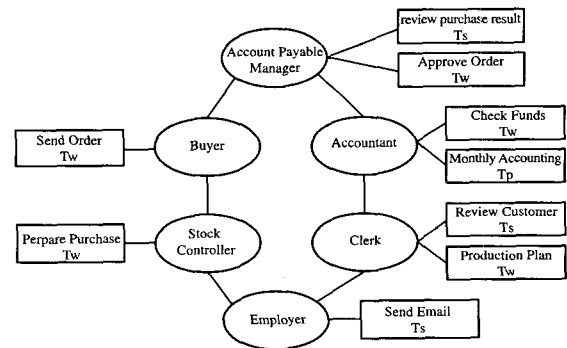 review purchase result
Ts
Account Payable
Manager
Approve Order
Tw
Send Order
Tw
Buyer
Accountant
Check Funds
Tw
Monthly Accounting
Tp
Perpare Purchase
Tw
Stock
Controller
Clerk
Review Customer
Ts
Production Plan
Tw
Employer
Send Email
Ts